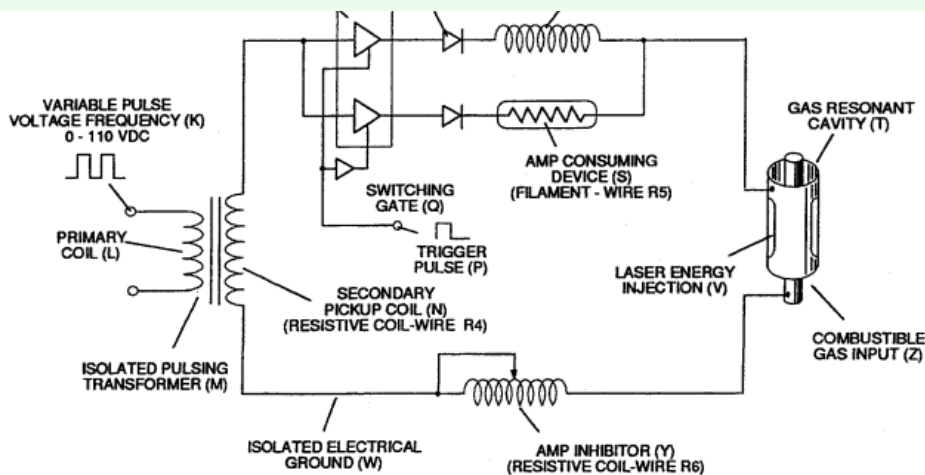 VARIABLE PULSE
VOLTAGE FREQUENCY (K)
0 - 110 VDC
GAS RESONANT
CAVITY (T)
AMP CONSUMING
DEVICE (S)
(FILAMENT - WIRE R5)
SWITCHING
GATE (Q)
TRIGGER
PULSE (P)
PRIMARY
COIL (L)
LASER ENERGY
INJECTION (V)
SECONDARY
PICKUP COIL (N)
(RESISTIVE COIL-WIRE R4)
COMBUSTIBLE
GAS INPUT (Z)
ISOLATED PULSING
TRANSFORMER (M)
ISOLATED ELECTRICAL
GROUND (W)
AMP INHIBITOR (Y)
(RESISTIVE COIL-WIRE R6)